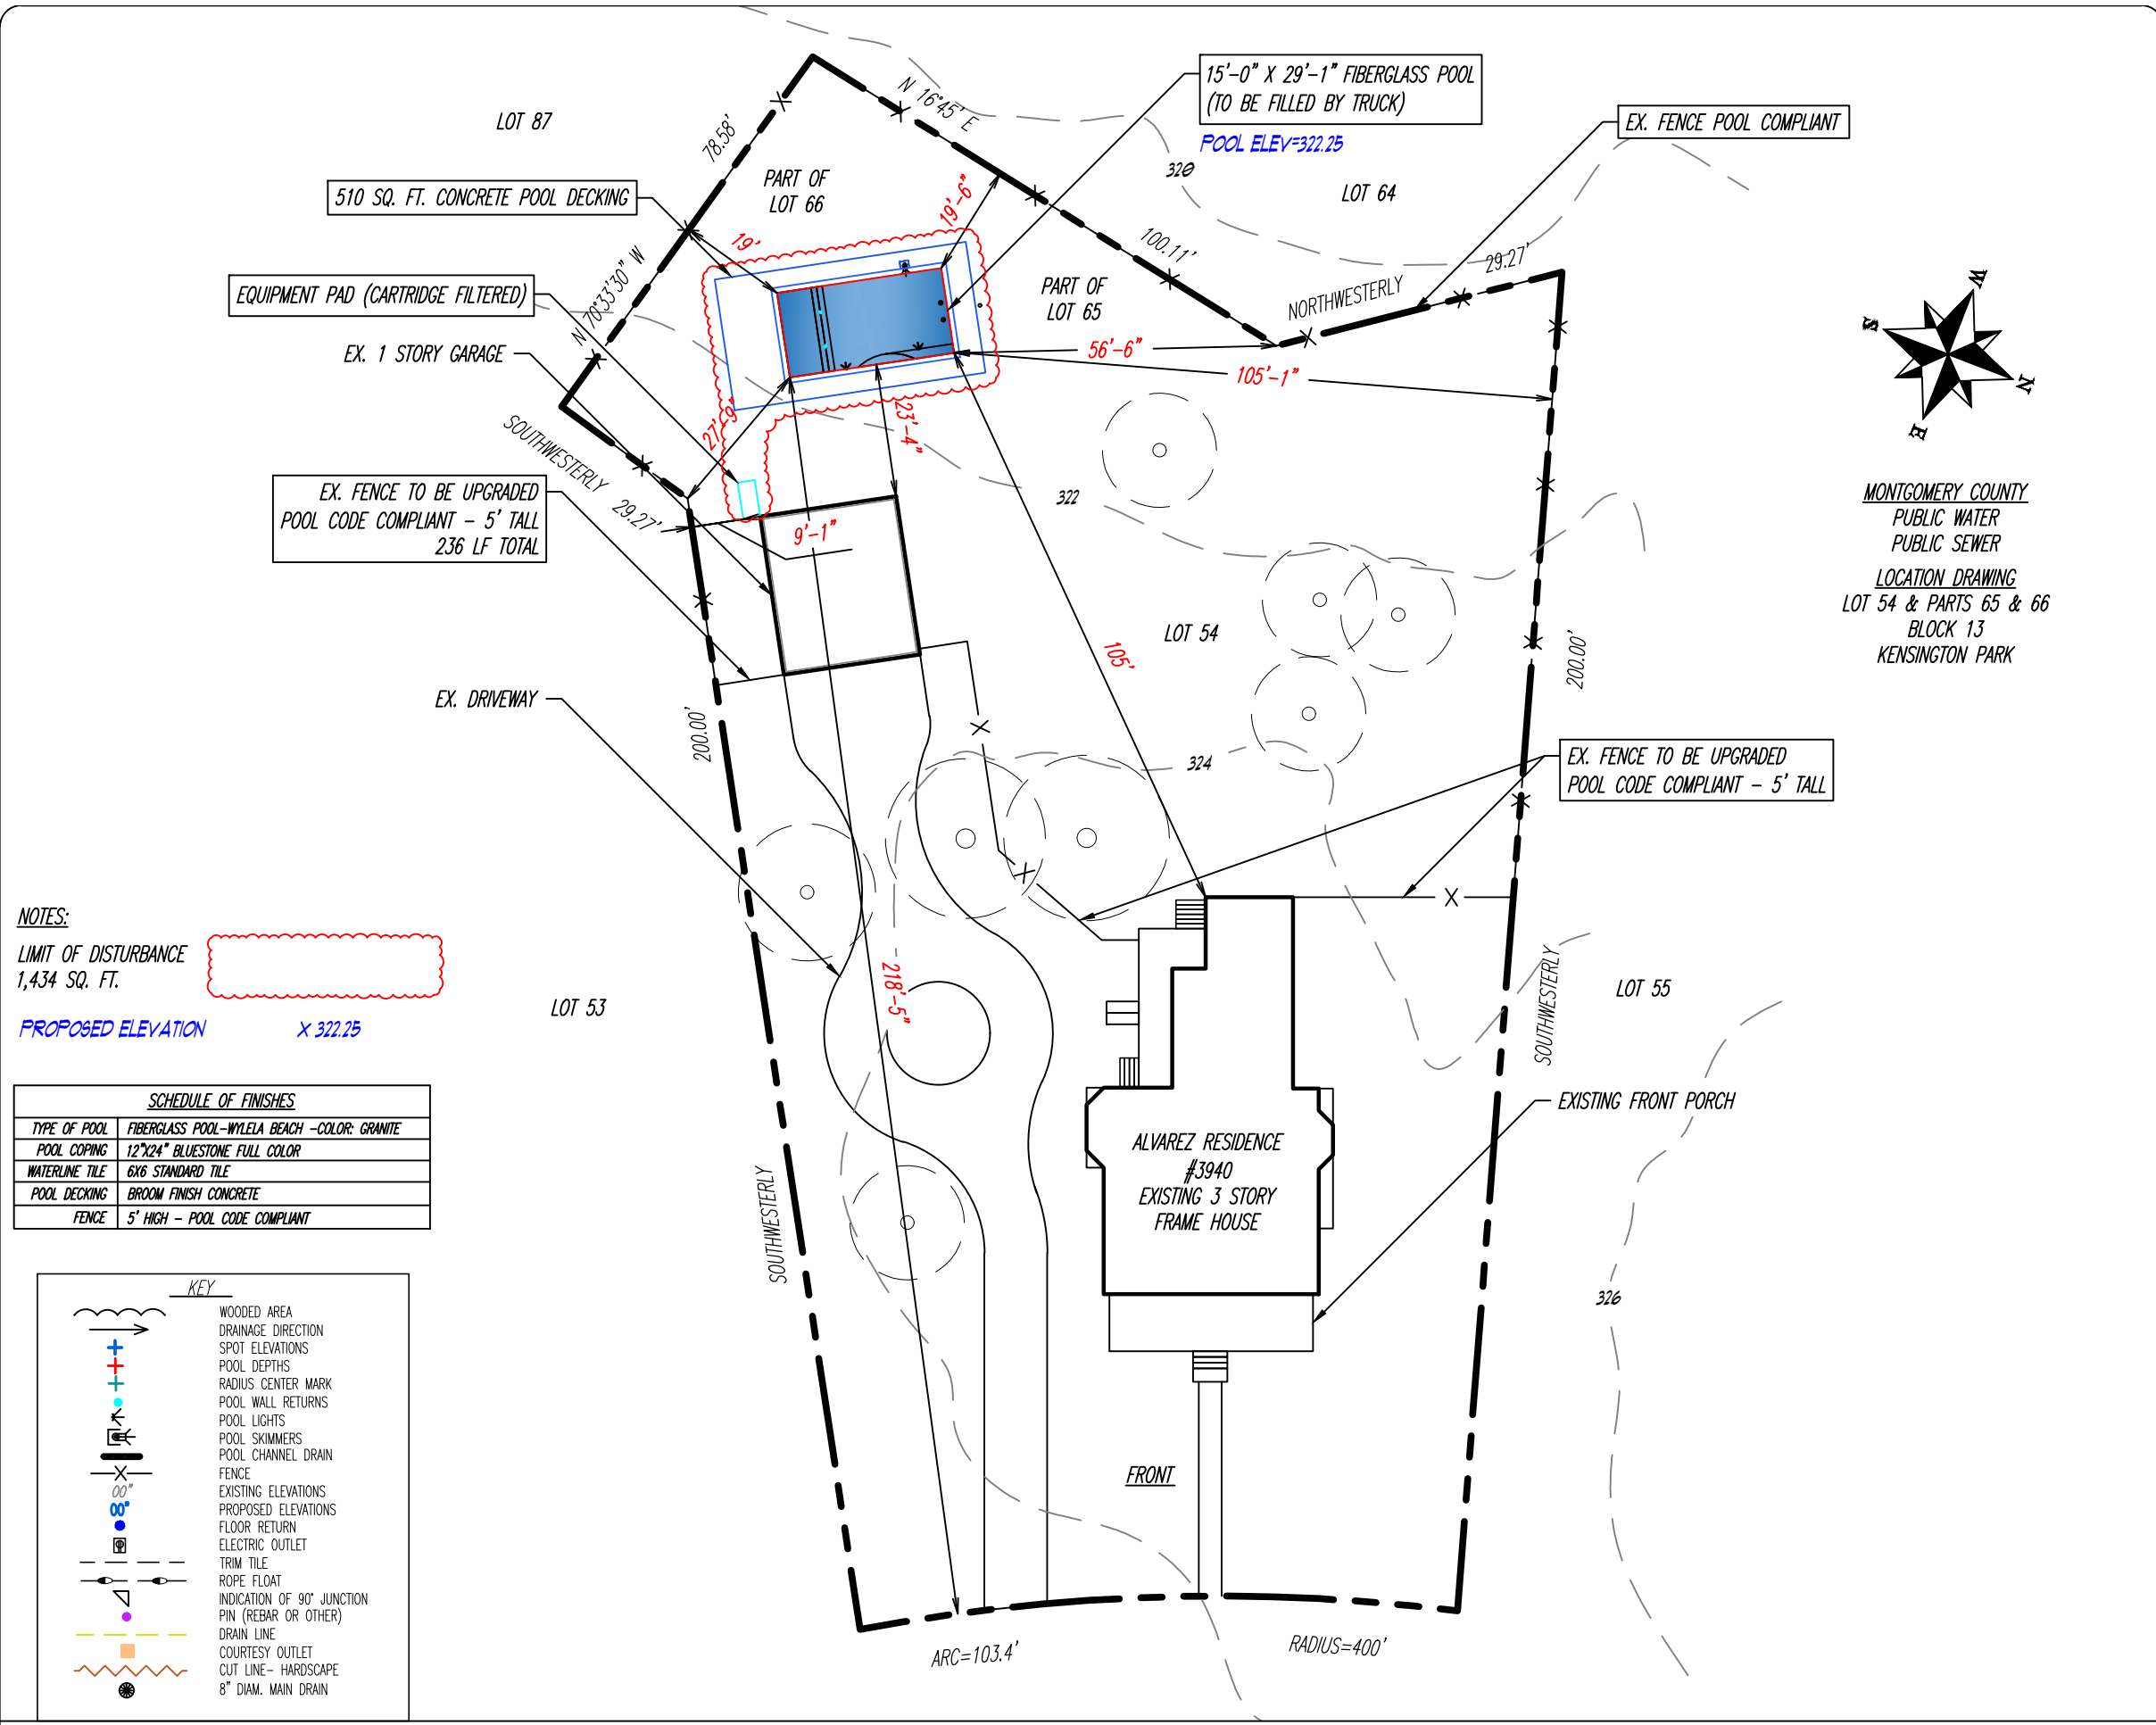 LOT 87
78.58'
N 16°45' E
15'-0" X 29'-1" FIBERGLASS POOL
(TO BE FILLED BY TRUCK)
POOL ELEV=322.25
EX. FENCE POOL COMPLIANT
320
LOT 64
PART OF
LOT 66
510 SQ. FT. CONCRETE POOL DECKING
19'
19'-6"
100.11'
29.27'
NORTHWESTERLY
PART OF
LOT 65
EQUIPMENT PAD (CARTRIDGE FILTERED)
N 70°33'30" W
EX. 1 STORY GARAGE
56'-6"
105'-1"
W
S
N
E
SOUTHWESTERLY
29.27'
27'-9"
23'-4"
9'-1"
322
EX. FENCE TO BE UPGRADED
POOL CODE COMPLIANT - 5' TALL
236 LF TOTAL
MONTGOMERY COUNTY
PUBLIC WATER
PUBLIC SEWER
LOCATION DRAWING
LOT 54 & PARTS 65 & 66
BLOCK 13
KENSINGTON PARK
LOT 54
105'
200.00'
EX. DRIVEWAY
200.00'
324
EX. FENCE TO BE UPGRADED
POOL CODE COMPLIANT - 5' TALL
NOTES:
LIMIT OF DISTURBANCE
1,434 SQ. FT.
PROPOSED ELEVATION X 322.25
LOT 53
218'-5"
SOUTHWESTERLY
LOT 55
SCHEDULE OF FINISHES
TYPE OF POOL FIBERGLASS POOL-WYLELA BEACH -COLOR: GRANITE
POOL COPING 12"X24" BLUESTONE FULL COLOR
WATERLINE TILE 6X6 STANDARD TILE
POOL DECKING BROOM FINISH CONCRETE
FENCE 5' HIGH - POOL CODE COMPLIANT
EXISTING FRONT PORCH
ALVAREZ RESIDENCE
#3940
EXISTING 3 STORY
FRAME HOUSE
SOUTHWESTERLY
326
KEY
WOODED AREA
DRAINAGE DIRECTION
SPOT ELEVATIONS
POOL DEPTHS
RADIUS CENTER MARK
POOL WALL RETURNS
POOL LIGHTS
POOL SKIMMERS
POOL CHANNEL DRAIN
FENCE
00" EXISTING ELEVATIONS
00" PROPOSED ELEVATIONS
FLOOR RETURN
ELECTRIC OUTLET
TRIM TILE
ROPE FLOAT
INDICATION OF 90° JUNCTION
PIN (REBAR OR OTHER)
DRAIN LINE
COURTESY OUTLET
CUT LINE- HARDSCAPE
8" DIAM. MAIN DRAIN
FRONT
ARC=103.4'
RADIUS=400'